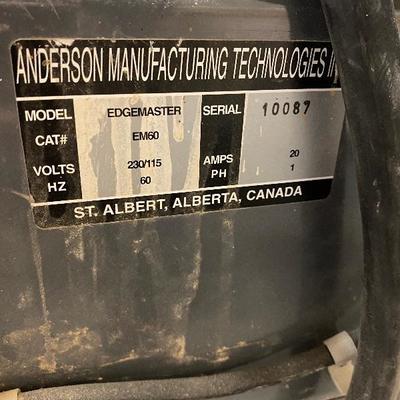 ANDERSON MANUFACTURING TECHNOLOGIES
MODEL EDGEMASTER SERIAL 10087
CAT# EM60
VOLTS 230/115 AMPS 20
HZ 60 PH 1
ST. ALBERT, ALBERTA, CANADA